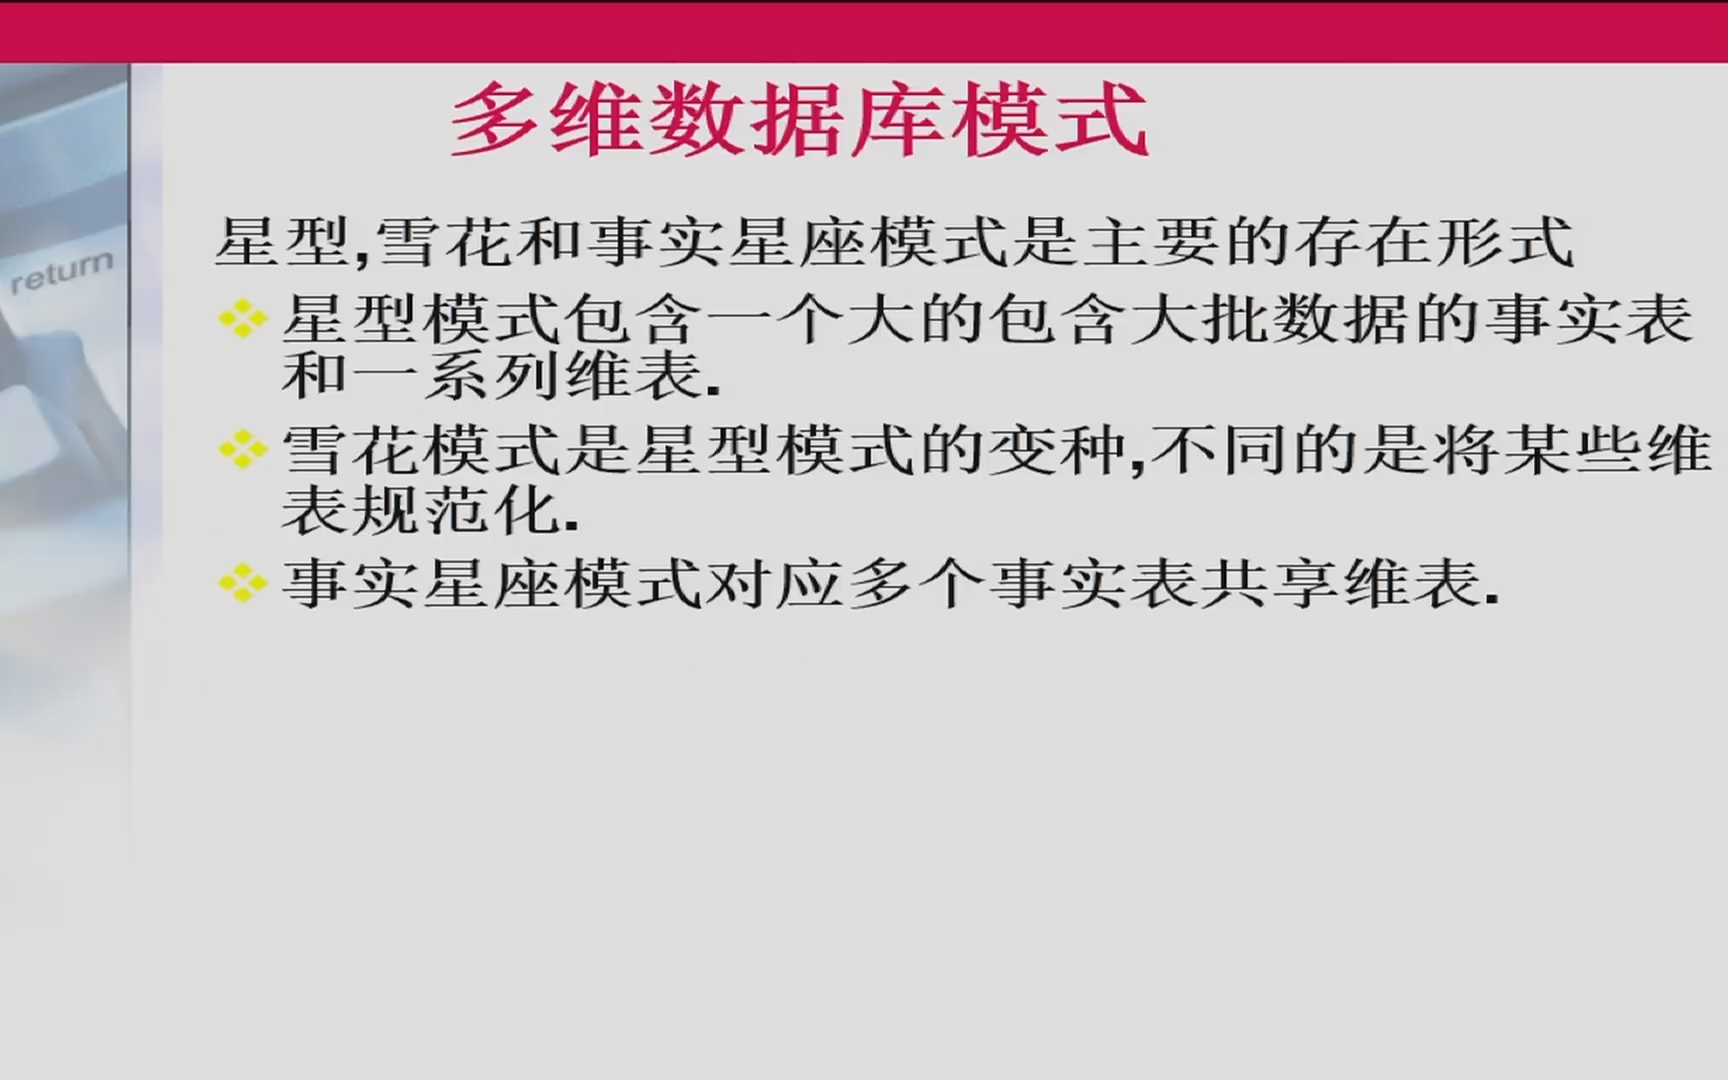 多维数据库模式
return
星型,雪花和事实星座模式是主要的存在形式
星型模式包含一个大的包含大批数据的事实表
和一系列维表.
雪花模式是星型模式的变种,不同的是将某些维
表规范化.
事实星座模式对应多个事实表共享维表.